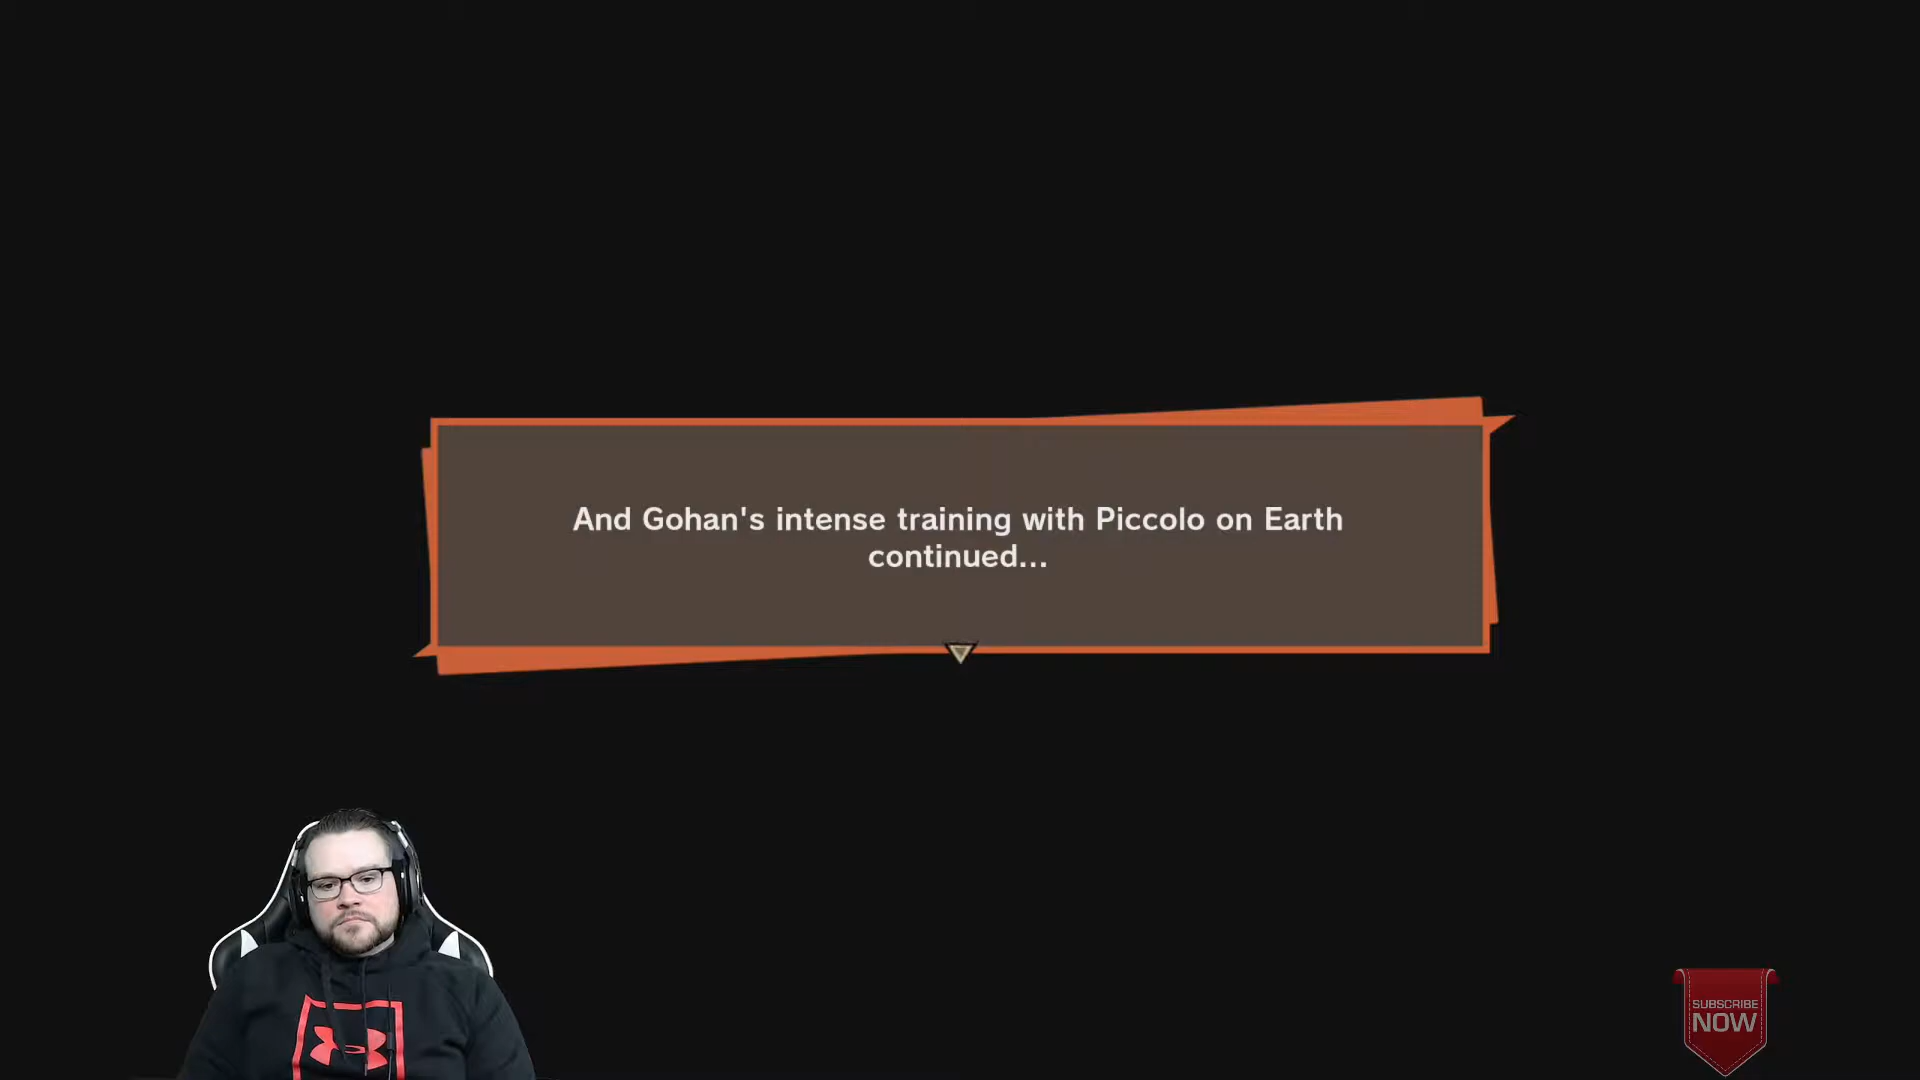 And Gohan's intense training with Piccolo on Earth
continued...
SUBSCRIBE
NOW